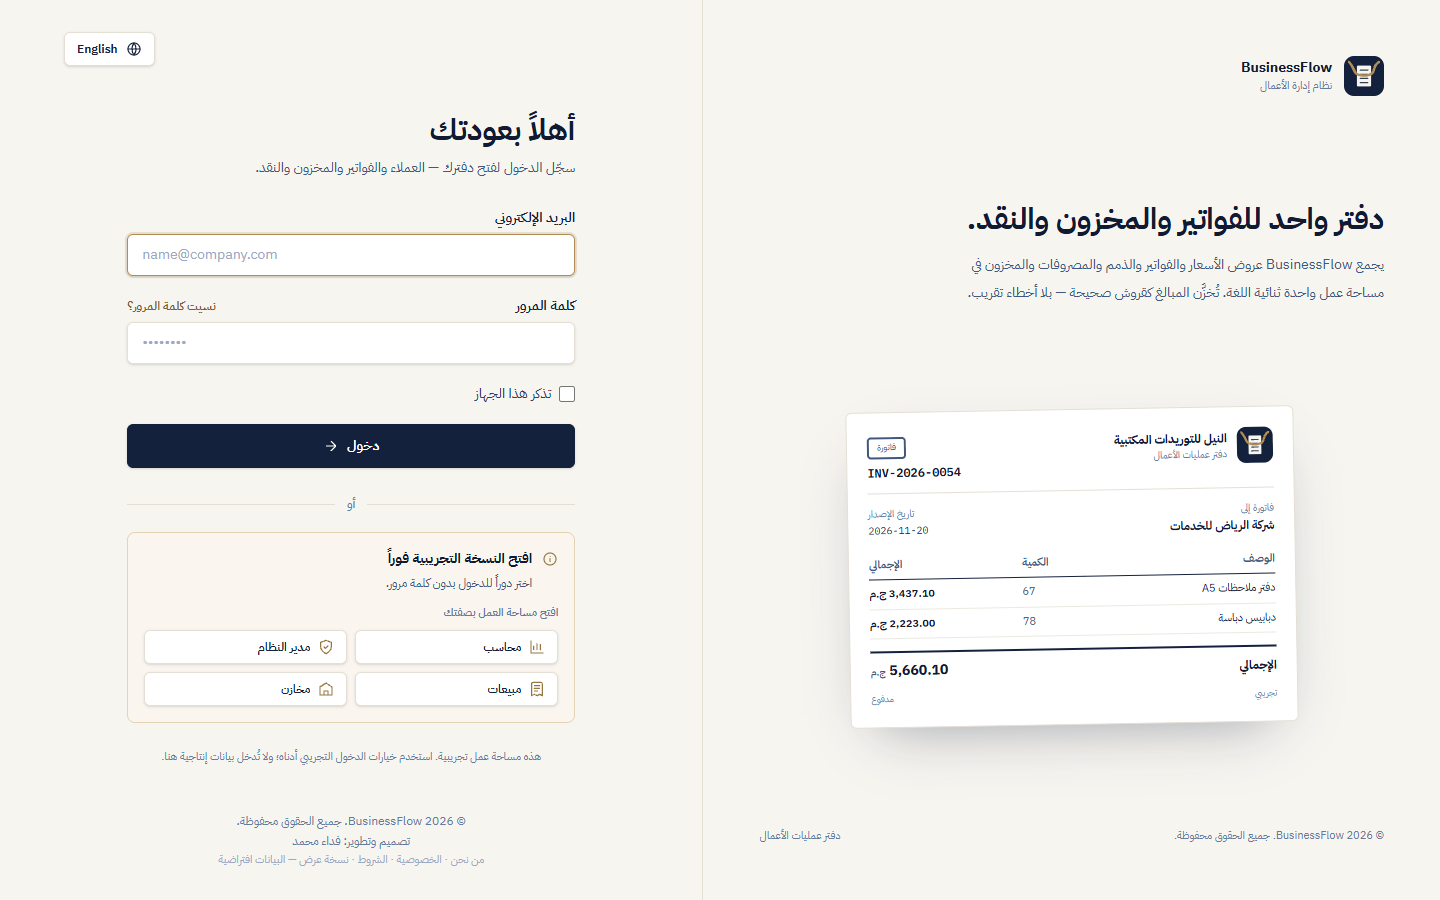 BusinessFlow
نظام إدارة الأعمال
دفتر واحد للفواتير والمخزون والنقد.
يجمع BusinessFlow عروض الأسعار والفواتير والذمم والمصروفات والمخزون في
مساحة عمل واحدة ثنائية اللغة. تُخزَّن المبالغ كقروش صحيحة — بلا أخطاء تقريب.
النيل للتوريدات المكتبية
دفتر عمليات الأعمال
فاتورة
INV-2026-0054
فاتورة إلى
شركة الرياض للخدمات
تاريخ الإصدار
2026-11-20
الوصف الكمية الإجمالي
دفتر ملاحظات A5 67 3,437.10 ج.م
دبابيس دباسة 78 2,223.00 ج.م
الإجمالي 5,660.10 ج.م
تجريبي مدفوع
© 2026 BusinessFlow. جميع الحقوق محفوظة.
دفتر عمليات الأعمال
English
أهلاً بعودتك
سجّل الدخول لفتح دفترك — العملاء والفواتير والمخزون والنقد.
البريد الإلكتروني
name@company.com
كلمة المرور
نسيت كلمة المرور؟
••••••••
تذكر هذا الجهاز
دخول →
أو
افتح النسخة التجريبية فوراً
اختر دوراً للدخول بدون كلمة مرور.
افتح مساحة العمل بصفتك
محاسب
مدير النظام
مبيعات
مخازن
هذه مساحة عمل تجريبية. استخدم خيارات الدخول التجريبي أدناه؛ ولا تُدخل بيانات إنتاجية هنا.
© 2026 BusinessFlow. جميع الحقوق محفوظة.
تصميم وتطوير: فداء محمد
من نحن · الخصوصية · الشروط · نسخة عرض — البيانات افتراضية